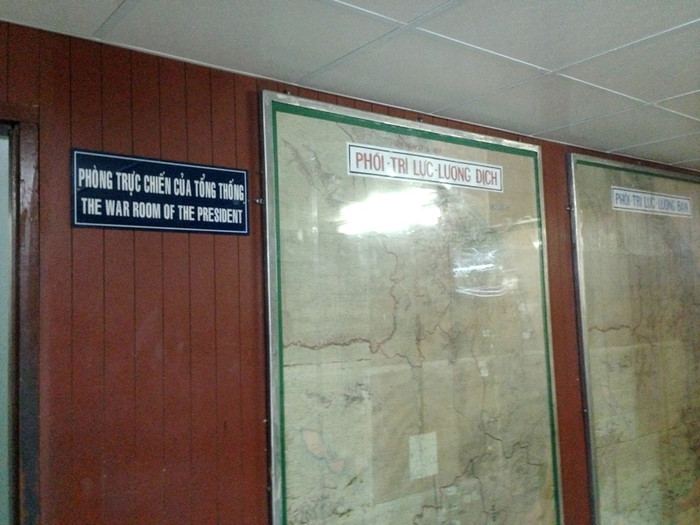 PHÒNG TRỰC CHIẾN CỦA TỔNG THỐNG
THE WAR ROOM OF THE PRESIDENT
PHỐI-TRÍ LỰC-LƯỢNG ĐỊCH
PHỐI-TRÍ LỰC-LƯỢNG BẠN